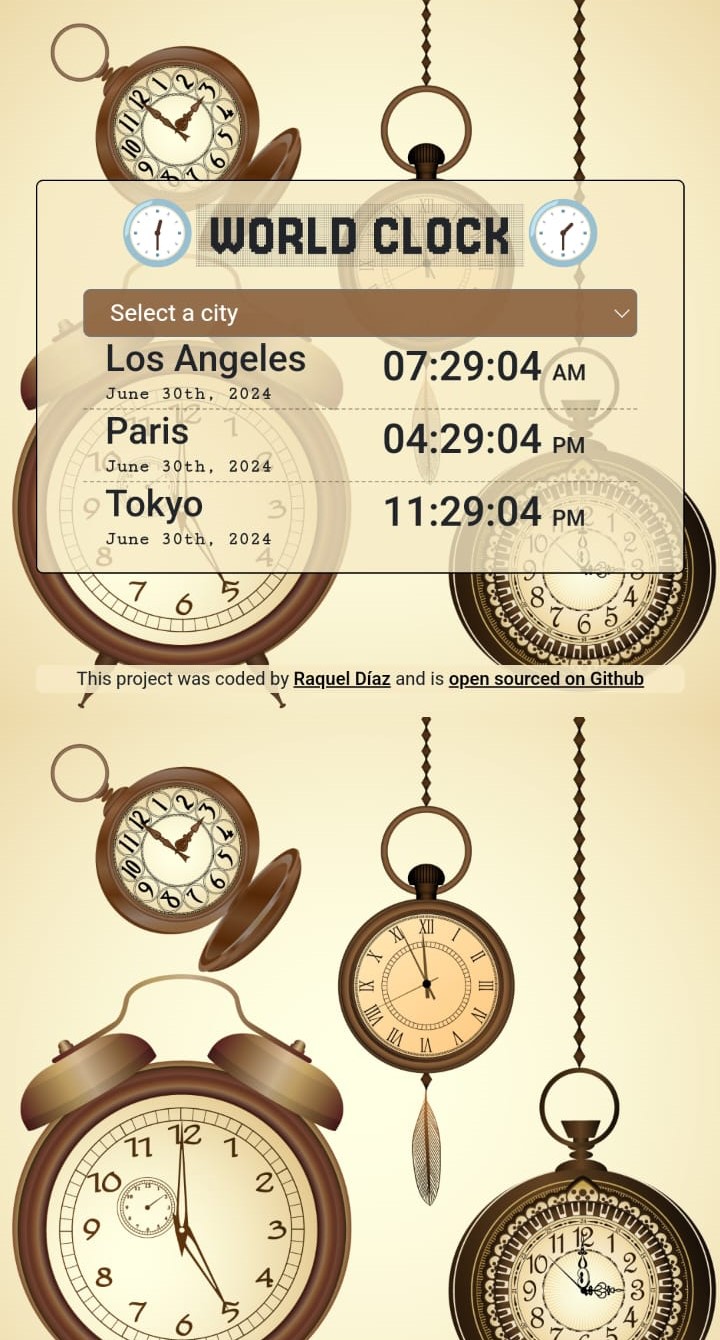 WORLD CLOCK
Select a city
Los Angeles 07:29:04 AM
June 30th, 2024
Paris 04:29:04 PM
June 30th, 2024
Tokyo 11:29:04 PM
June 30th, 2024
This project was coded by Raquel Díaz and is open sourced on Github